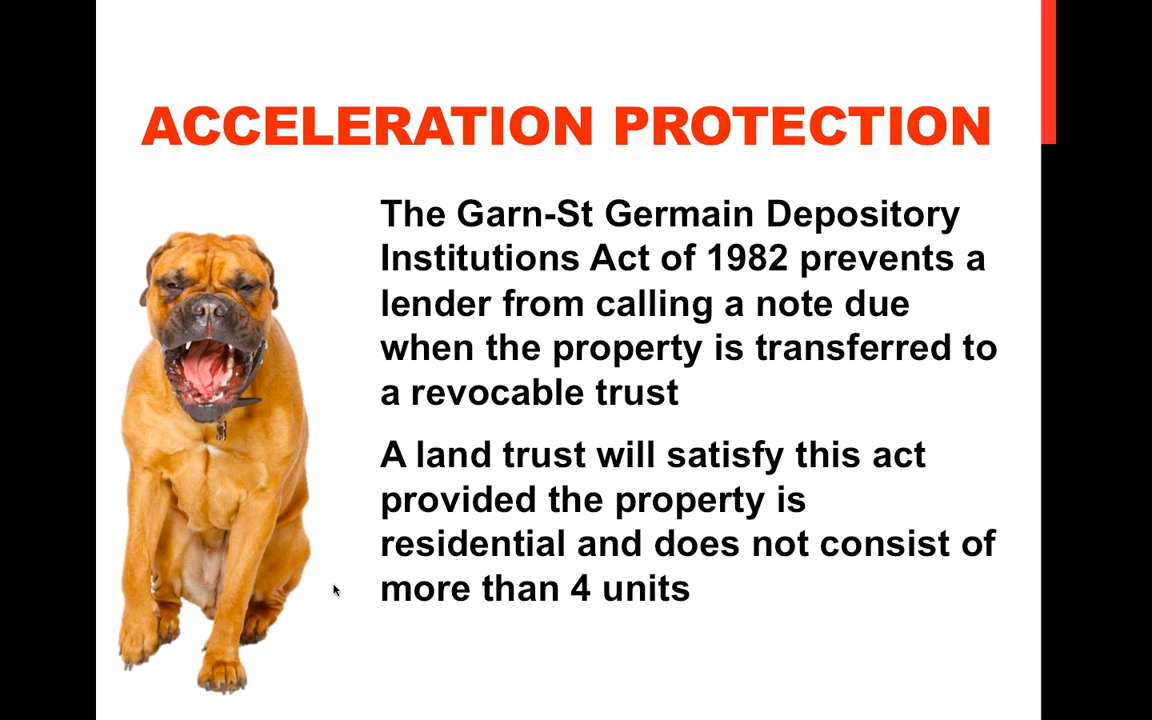 ACCELERATION PROTECTION
The Garn-St Germain Depository
Institutions Act of 1982 prevents a
lender from calling a note due
when the property is transferred to
a revocable trust
A land trust will satisfy this act
provided the property is
residential and does not consist of
more than 4 units